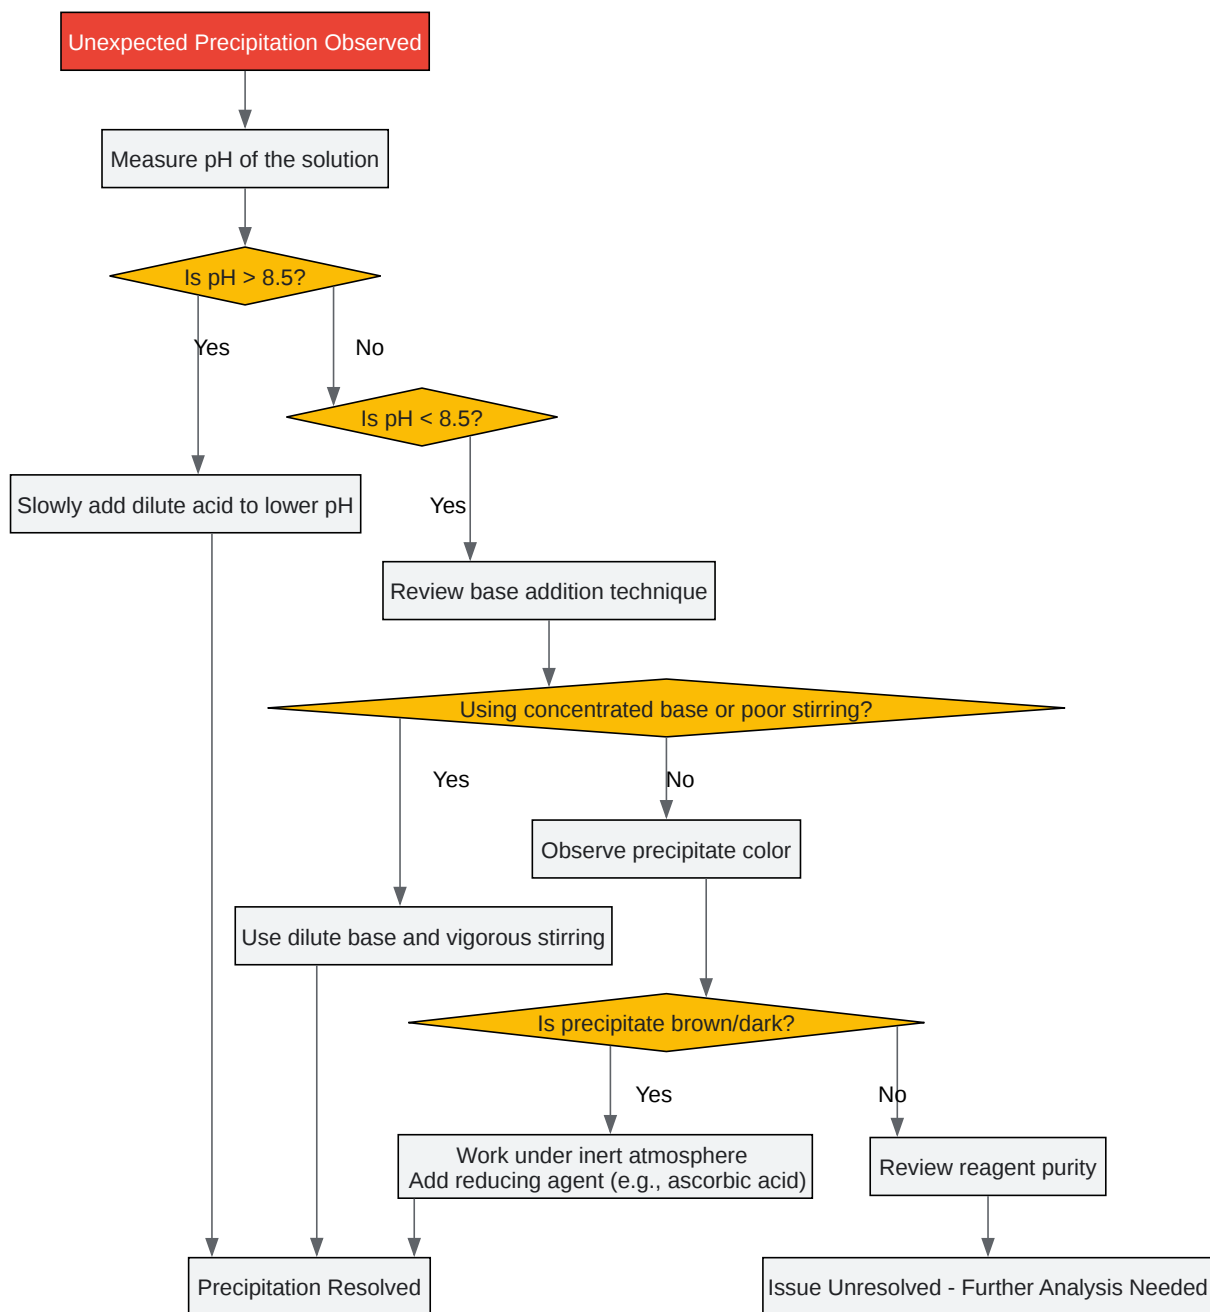 Unexpected Precipitation Observed
Measure pH of the solution
Is pH > 8.5?
Yes
No
Is pH < 8.5?
Slowly add dilute acid to lower pH
Yes
Review base addition technique
Using concentrated base or poor stirring?
Yes
No
Observe precipitate color
Use dilute base and vigorous stirring
Is precipitate brown/dark?
Yes
No
Work under inert atmosphere
Add reducing agent (e.g., ascorbic acid)
Review reagent purity
Precipitation Resolved
Issue Unresolved - Further Analysis Needed